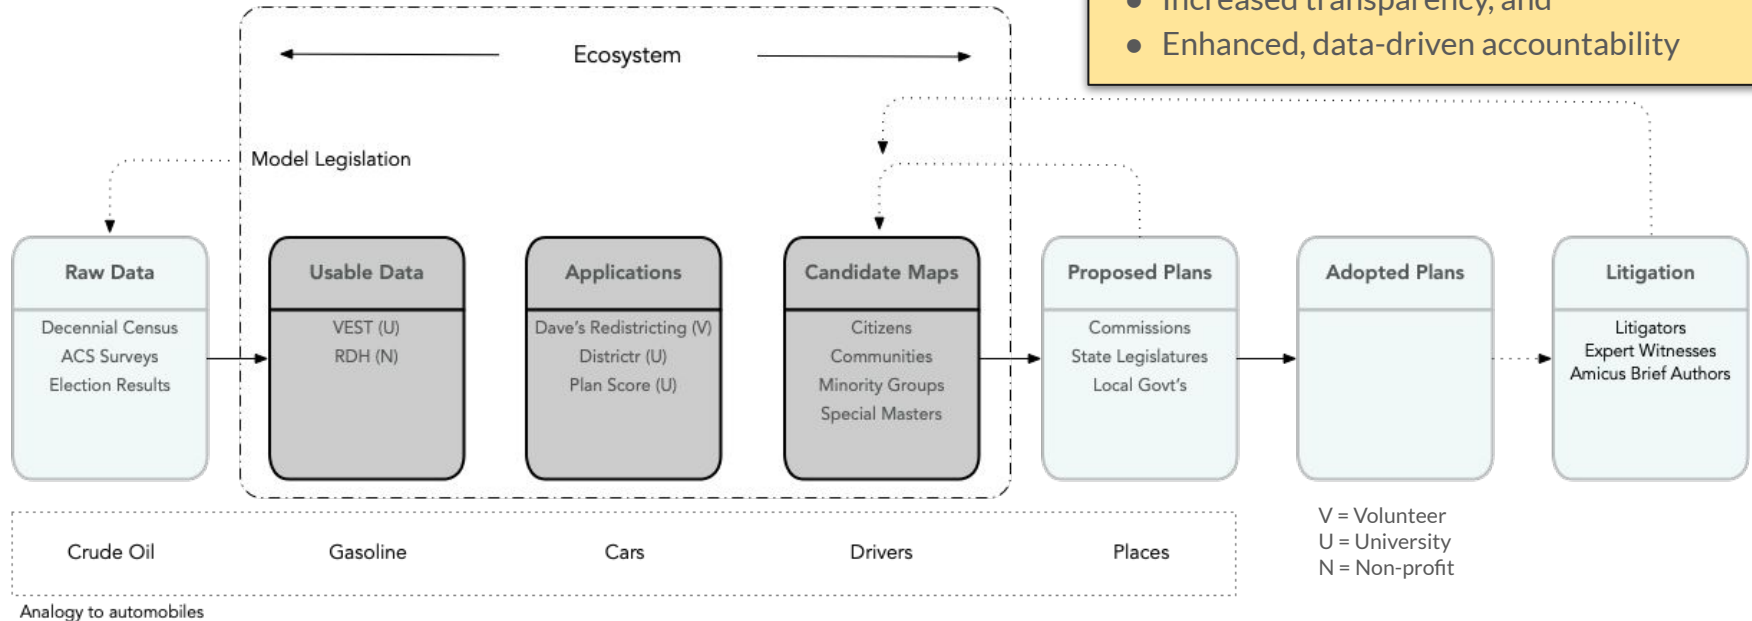 ● Increased transparency, and
● Enhanced, data-driven accountability
Ecosystem
Model Legislation
Raw Data
Decennial Census
ACS Surveys
Election Results
Usable Data
VEST (U)
RDH (N)
Applications
Dave's Redistricting (V)
Districtr (U)
Plan Score (U)
Candidate Maps
Citizens
Communities
Minority Groups
Special Masters
Proposed Plans
Commissions
State Legislatures
Local Govt's
Adopted Plans
Litigation
Litigators
Expert Witnesses
Amicus Brief Authors
Crude Oil
Gasoline
Cars
Drivers
Places
V = Volunteer
U = University
N = Non-profit
Analogy to automobiles